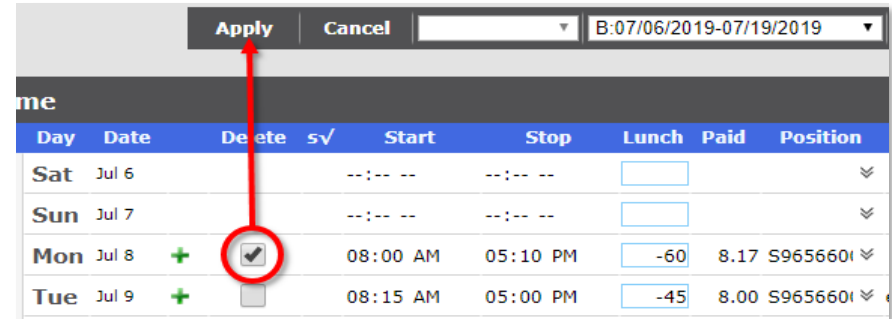 Apply Cancel B:07/06/2019-07/19/2019
me
Day Date Delete s√ Start Stop Lunch Paid Position
Sat Jul 6 --:-- -- --:-- --
Sun Jul 7 --:-- -- --:-- --
Mon Jul 8 08:00 AM 05:10 PM -60 8.17 S965660
Tue Jul 9 08:15 AM 05:00 PM -45 8.00 S965660